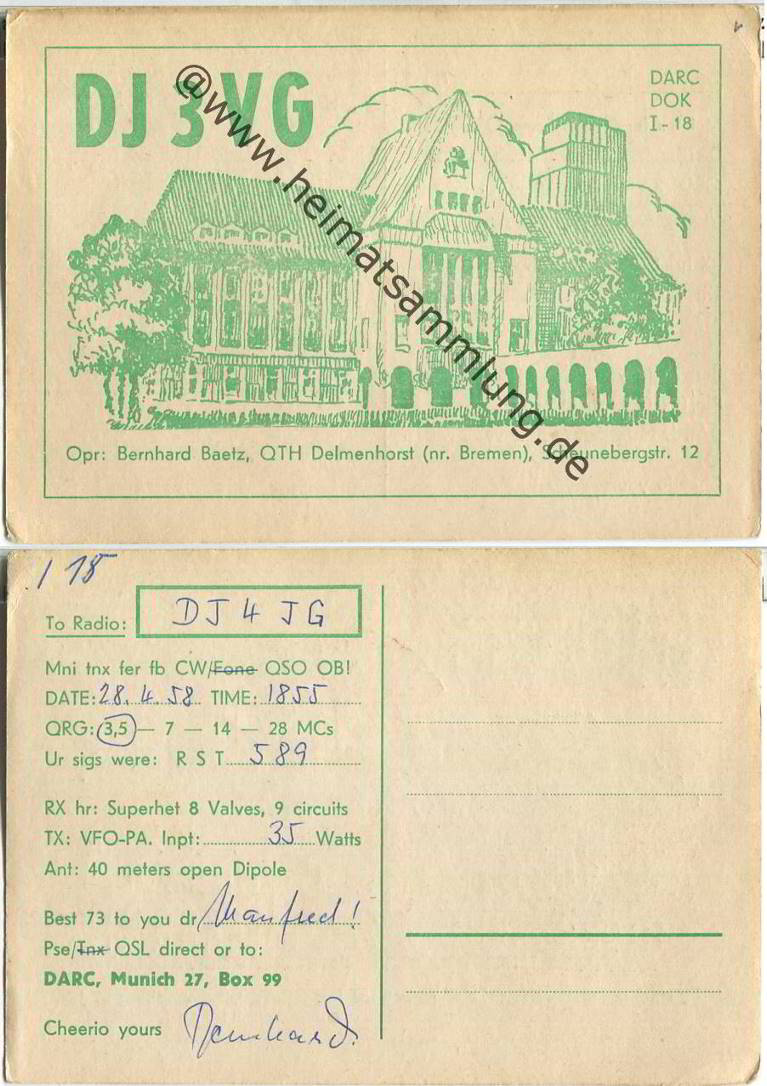 DJ 3VG
DARC
DOK
I-18
@www.heimatsammlung.de
Opr: Bernhard Baetz, QTH Delmenhorst (nr. Bremen), Scheunebergstr. 12
I 18
To Radio: DJ4JG
Mni tnx fer fb CW/Fone QSO OB!
DATE: 28.4.58 TIME: 1855
QRG: 3,5 — 7 — 14 — 28 MCs
Ur sigs were: R S T 589
RX hr: Superhet 8 Valves, 9 circuits
TX: VFO-PA. Inpt: 35 Watts
Ant: 40 meters open Dipole
Best 73 to you dr Manfred!
Pse/Tnx QSL direct or to:
DARC, Munich 27, Box 99
Cheerio yours Bernhard.